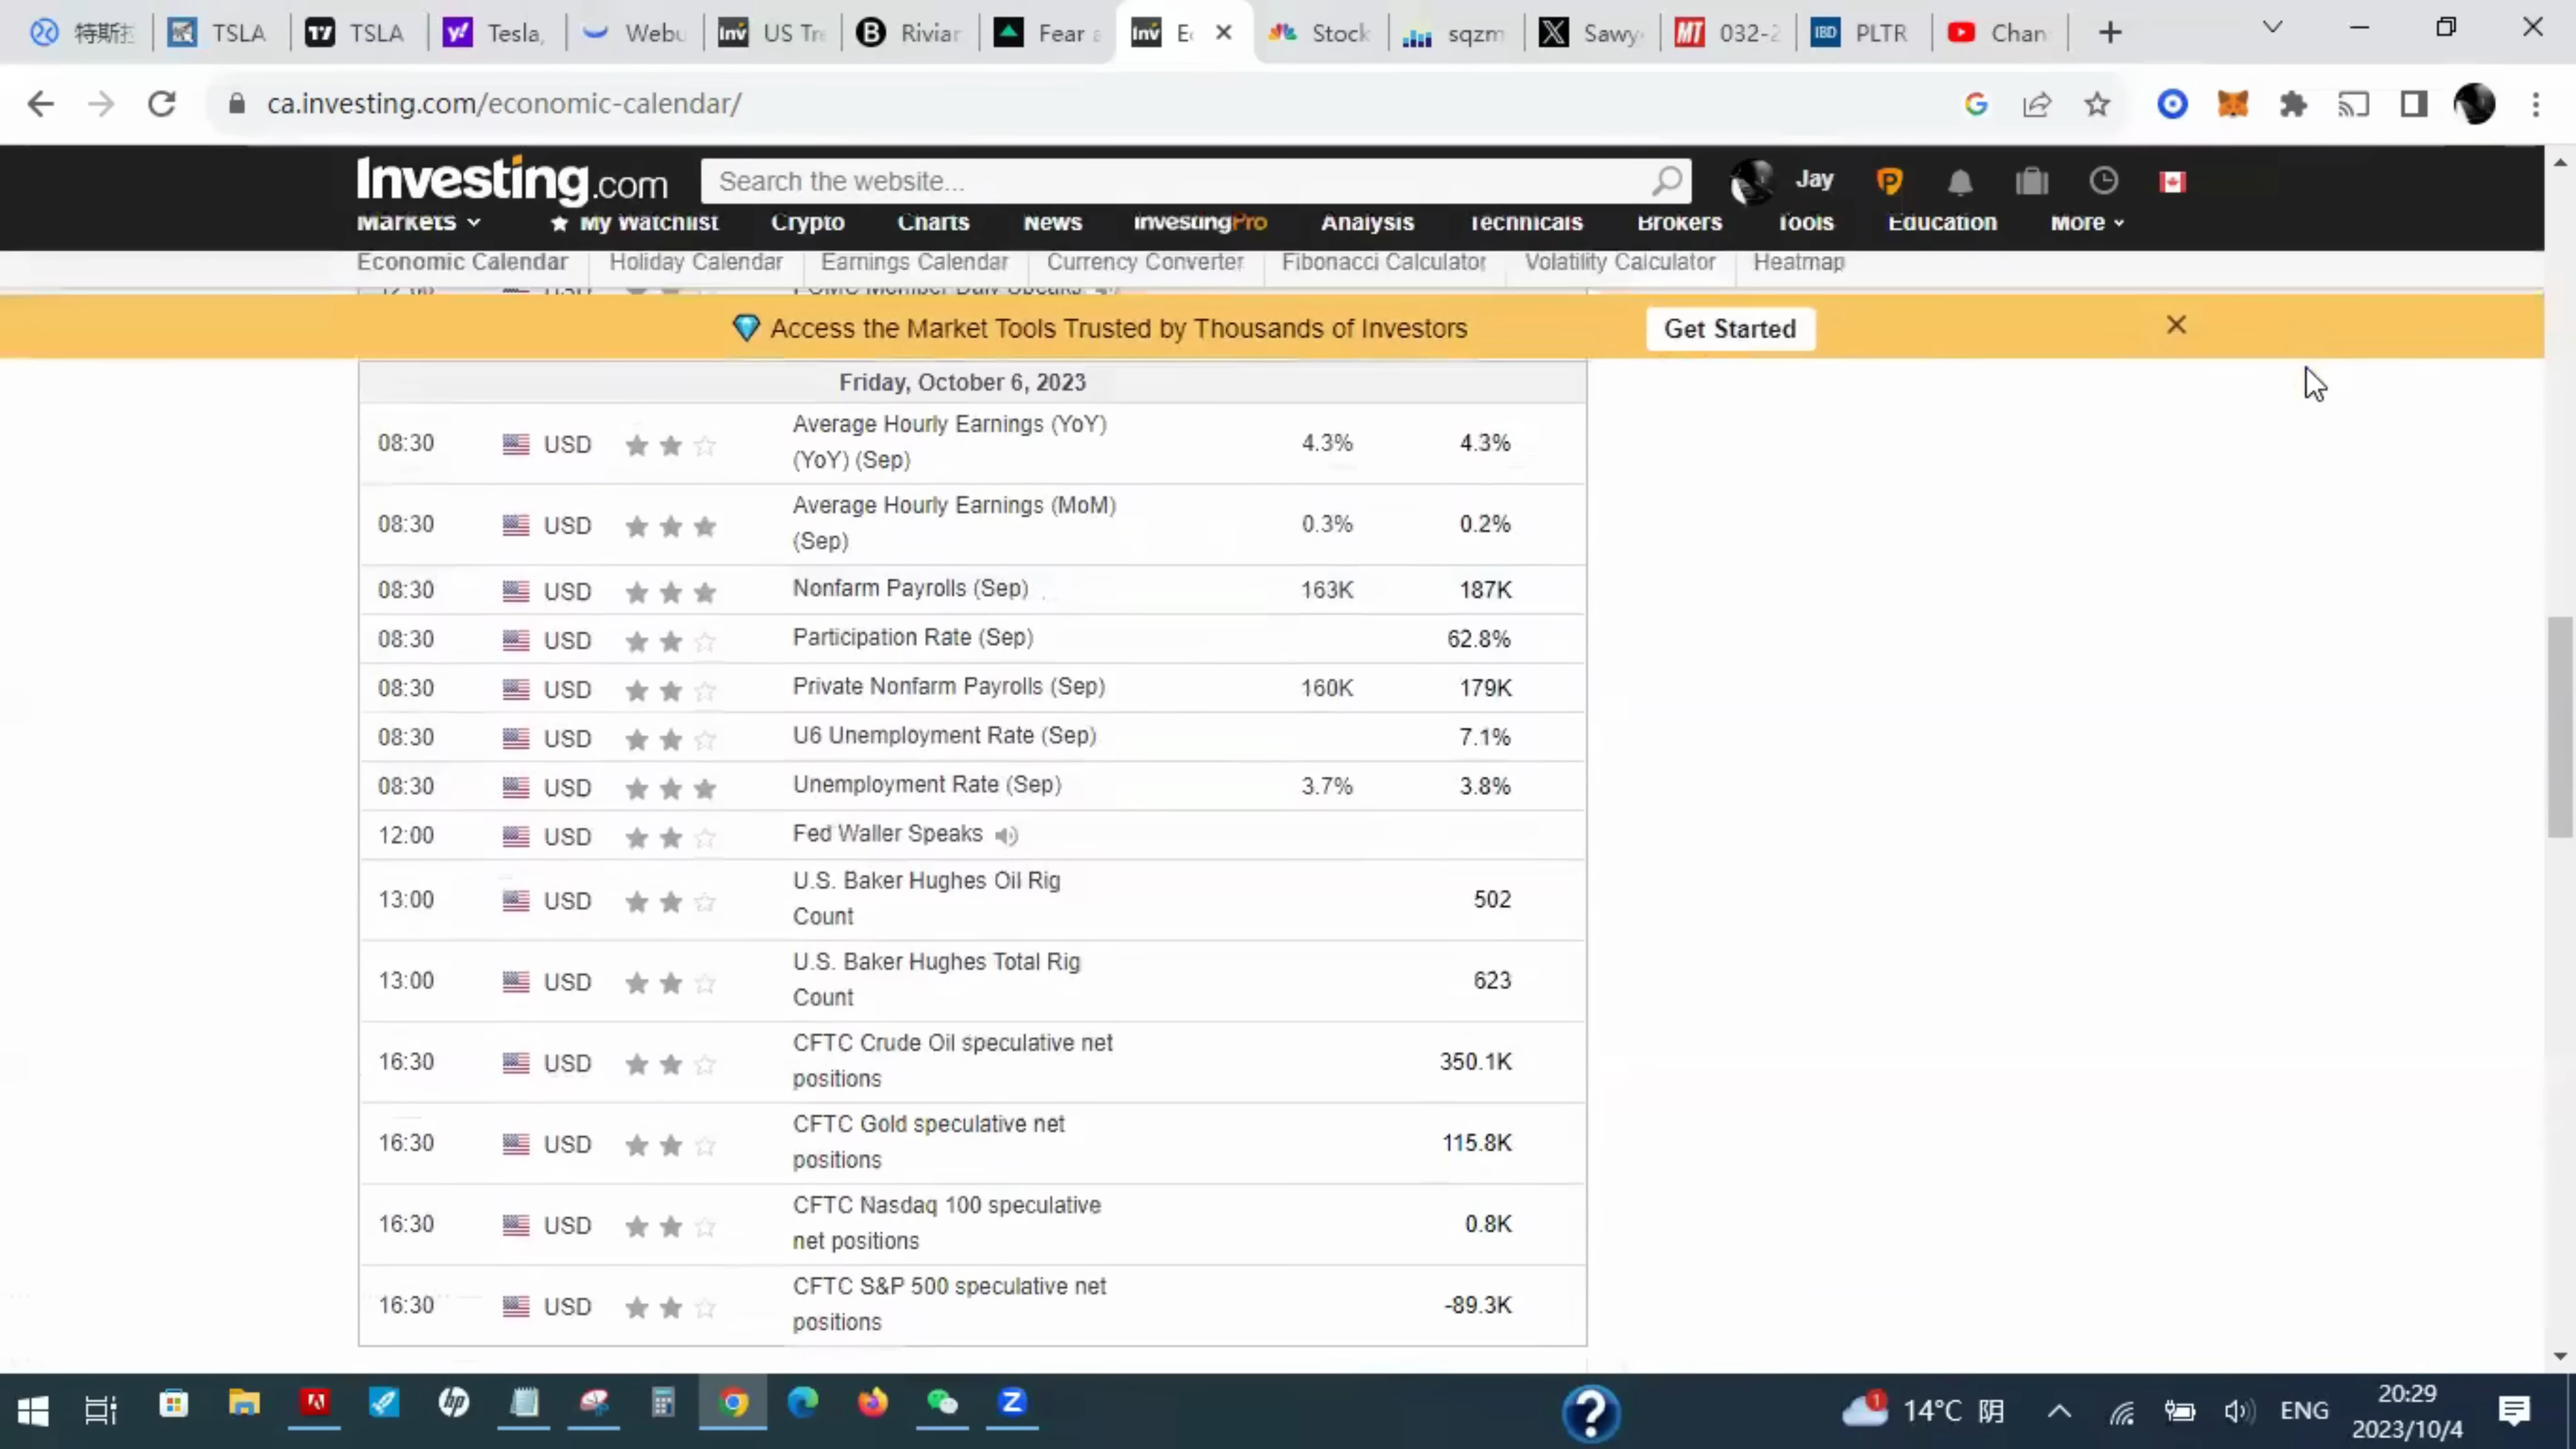 特斯拉 TSLA TSLA Tesla, Webu US Tre Rivian Fear a Ec Stock sqzm Sawy 032-2 IBD PLTR Chan
ca.investing.com/economic-calendar/
Investing.com Search the website... Jay
Markets My Watchlist Crypto Charts News InvestingPro Analysis Technicals Brokers Tools Education More
Economic Calendar Holiday Calendar Earnings Calendar Currency Converter Fibonacci Calculator Volatility Calculator Heatmap
12:00 USD FOMC Member Daly Speaks
Access the Market Tools Trusted by Thousands of Investors Get Started
Friday, October 6, 2023
08:30 USD Average Hourly Earnings (YoY) 4.3% 4.3%
(YoY) (Sep)
08:30 USD Average Hourly Earnings (MoM) 0.3% 0.2%
(Sep)
08:30 USD Nonfarm Payrolls (Sep) 163K 187K
08:30 USD Participation Rate (Sep) 62.8%
08:30 USD Private Nonfarm Payrolls (Sep) 160K 179K
08:30 USD U6 Unemployment Rate (Sep) 7.1%
08:30 USD Unemployment Rate (Sep) 3.7% 3.8%
12:00 USD Fed Waller Speaks
13:00 USD U.S. Baker Hughes Oil Rig 502
Count
13:00 USD U.S. Baker Hughes Total Rig 623
Count
16:30 USD CFTC Crude Oil speculative net 350.1K
positions
16:30 USD CFTC Gold speculative net 115.8K
positions
16:30 USD CFTC Nasdaq 100 speculative 0.8K
net positions
16:30 USD CFTC S&P 500 speculative net -89.3K
positions
14°C 阴 ENG 20:29
2023/10/4